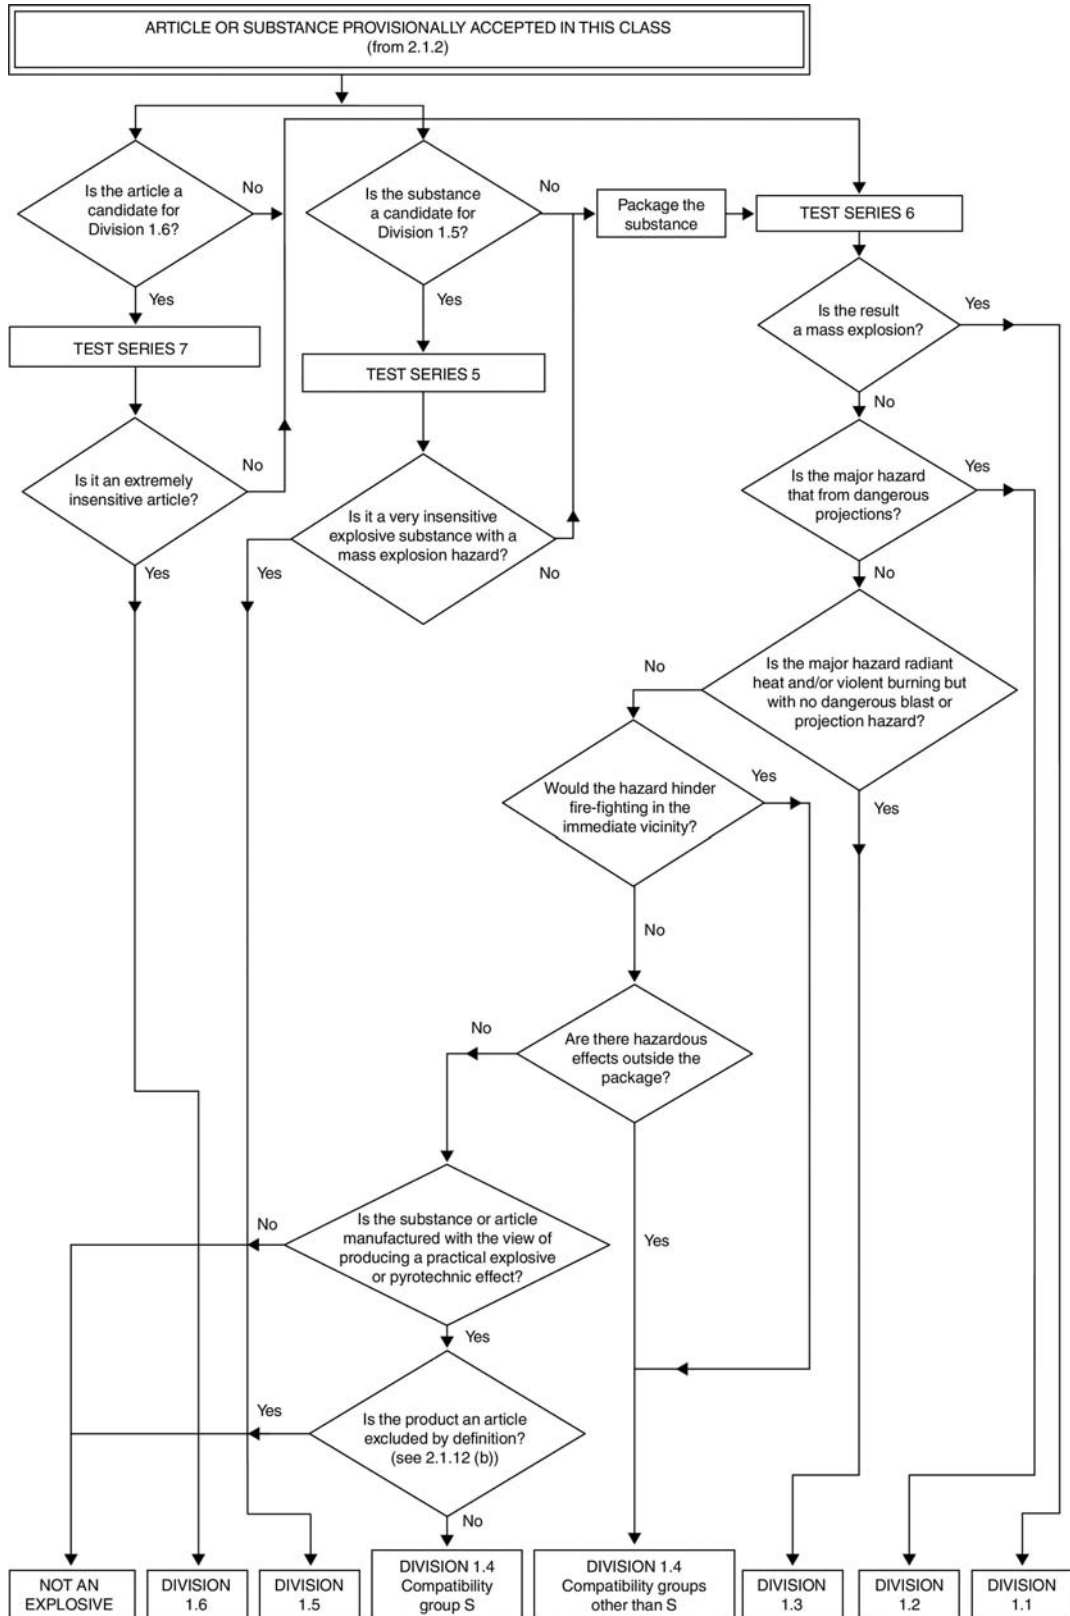 ARTICLE OR SUBSTANCE PROVISIONALLY ACCEPTED IN THIS CLASS
(from 2.1.2)
Is the article a
candidate for
Division 1.6?
No
Is the substance
a candidate for
Division 1.5?
No
Package the
substance
TEST SERIES 6
Yes
Yes
Is the result
a mass explosion?
Yes
TEST SERIES 7
TEST SERIES 5
No
Is it an extremely
insensitive article?
No
Is the major hazard
that from dangerous
projections?
Yes
Is it a very insensitive
explosive substance with a
mass explosion hazard?
Yes
Yes
No
No
Is the major hazard radiant
heat and/or violent burning but
with no dangerous blast or
projection hazard?
No
Would the hazard hinder
fire-fighting in the
immediate vicinity?
Yes
Yes
No
Are there hazardous
effects outside the
package?
No
Is the substance or article
manufactured with the view of
producing a practical explosive
or pyrotechnic effect?
No
Yes
Yes
Is the product an article
excluded by definition?
(see 2.1.12 (b))
Yes
No
NOT AN
EXPLOSIVE
DIVISION
1.6
DIVISION
1.5
DIVISION 1.4
Compatibility
group S
DIVISION 1.4
Compatibility groups
other than S
DIVISION
1.3
DIVISION
1.2
DIVISION
1.1